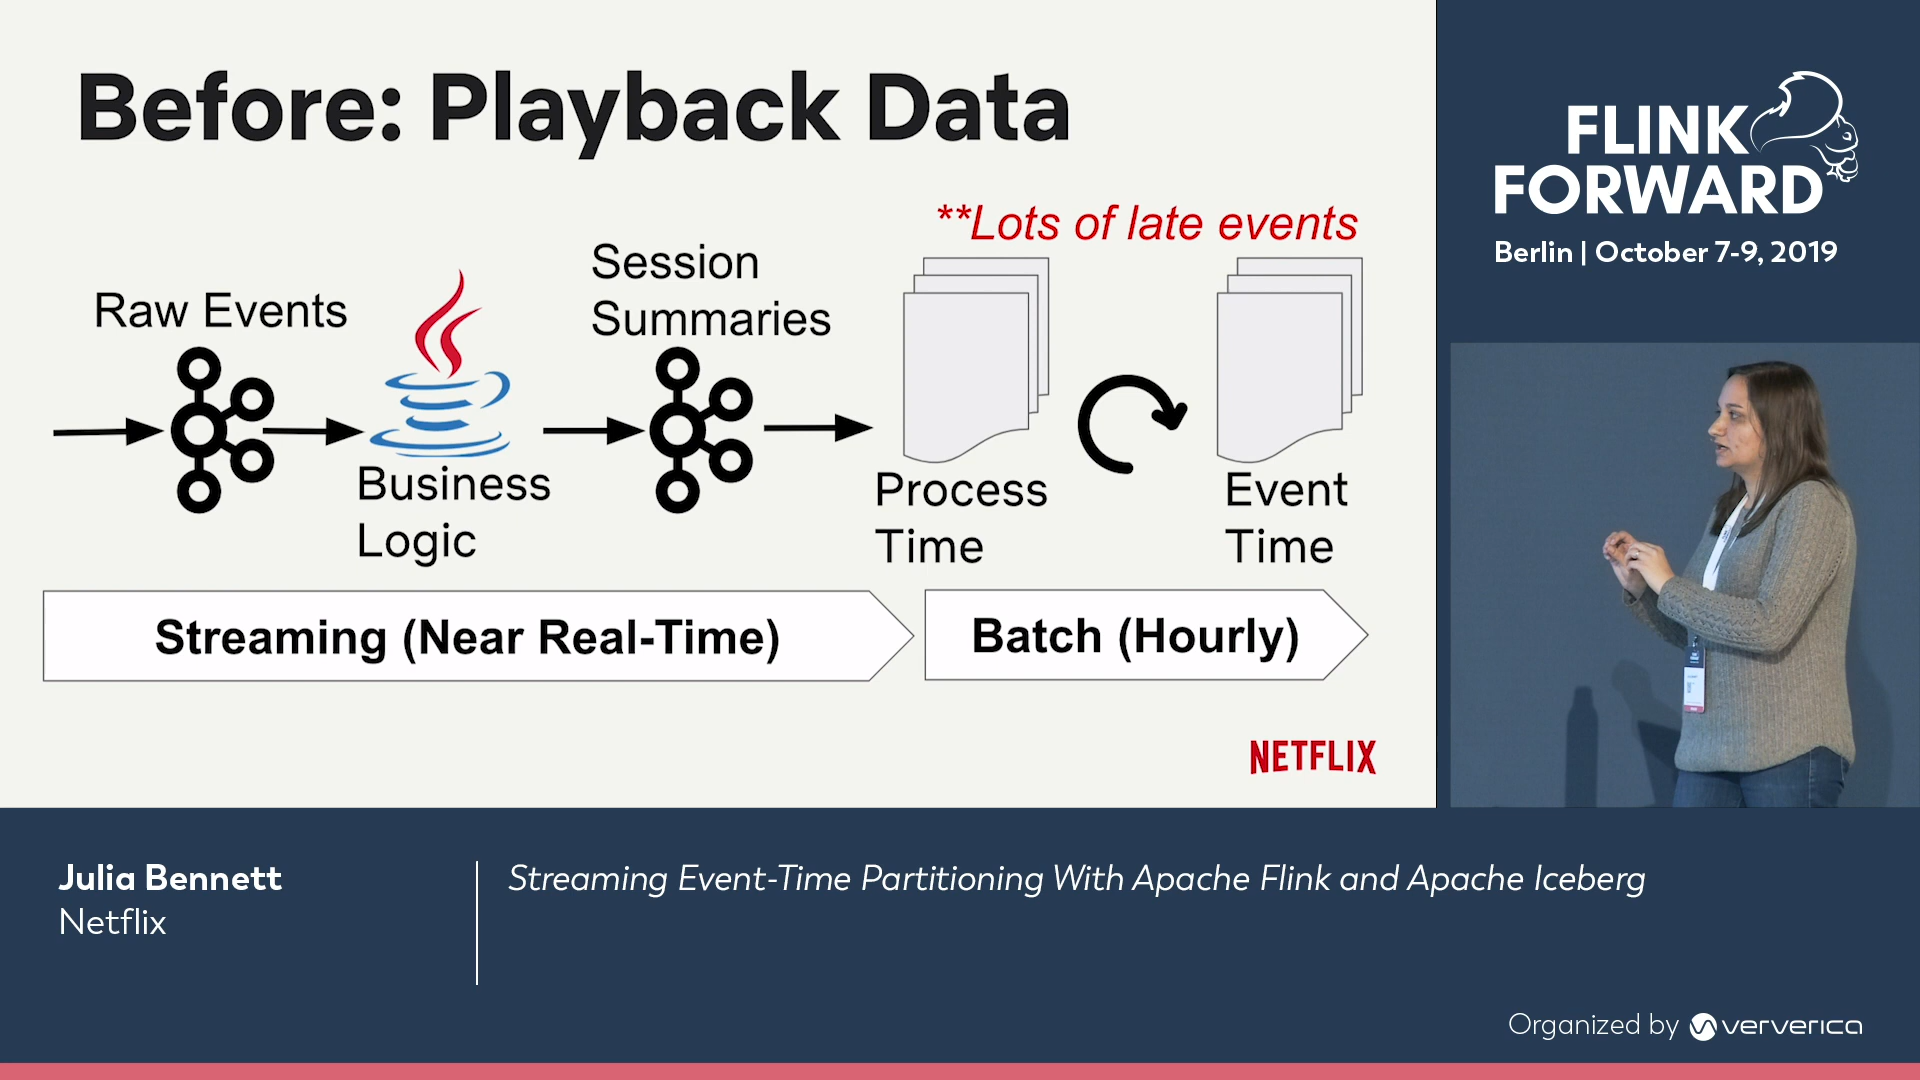 Before: Playback Data
**Lots of late events
Raw Events
Session
Summaries
Business
Logic
Process
Time
Event
Time
Streaming (Near Real-Time)
Batch (Hourly)
NETFLIX
FLINK
FORWARD
Berlin | October 7-9, 2019
Julia Bennett
Netflix
Streaming Event-Time Partitioning With Apache Flink and Apache Iceberg
Organized by ververica